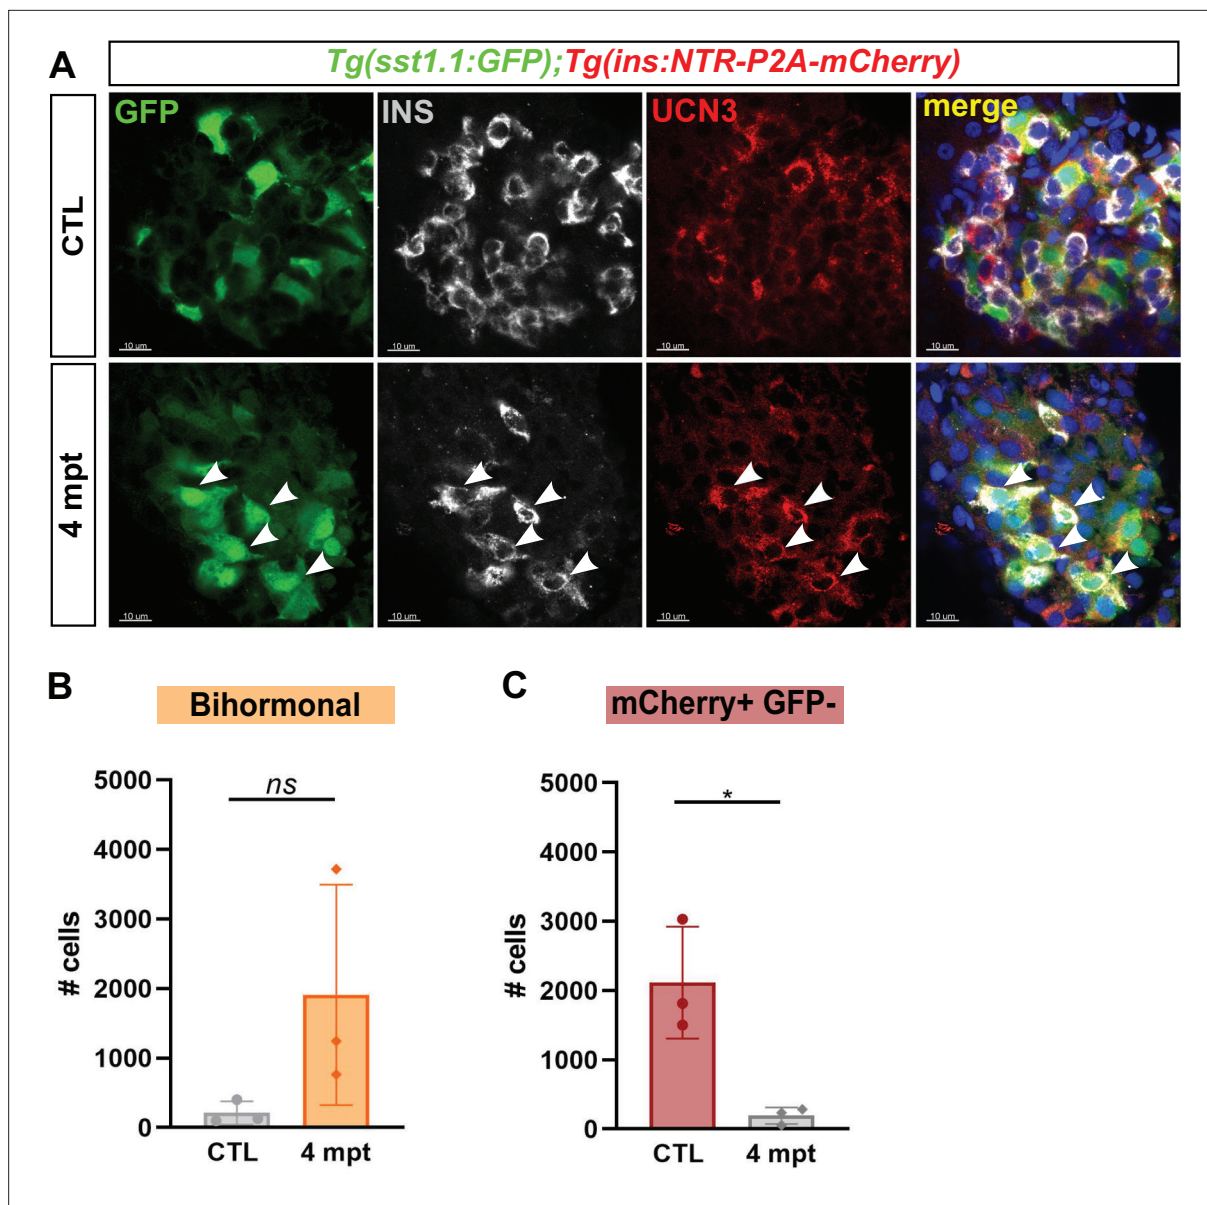 A
Tg(sst1.1:GFP);Tg(ins:NTR-P2A-mCherry)
CTL
GFP
INS
UCN3
merge
10 um
10 um
10 um
10 um
4 mpt
10 um
10 um
10 um
10 um
B
Bihormonal
# cells
5000
4000
3000
2000
1000
0
ns
CTL
4 mpt
C
mCherry+ GFP-
# cells
5000
4000
3000
2000
1000
0
*
CTL
4 mpt